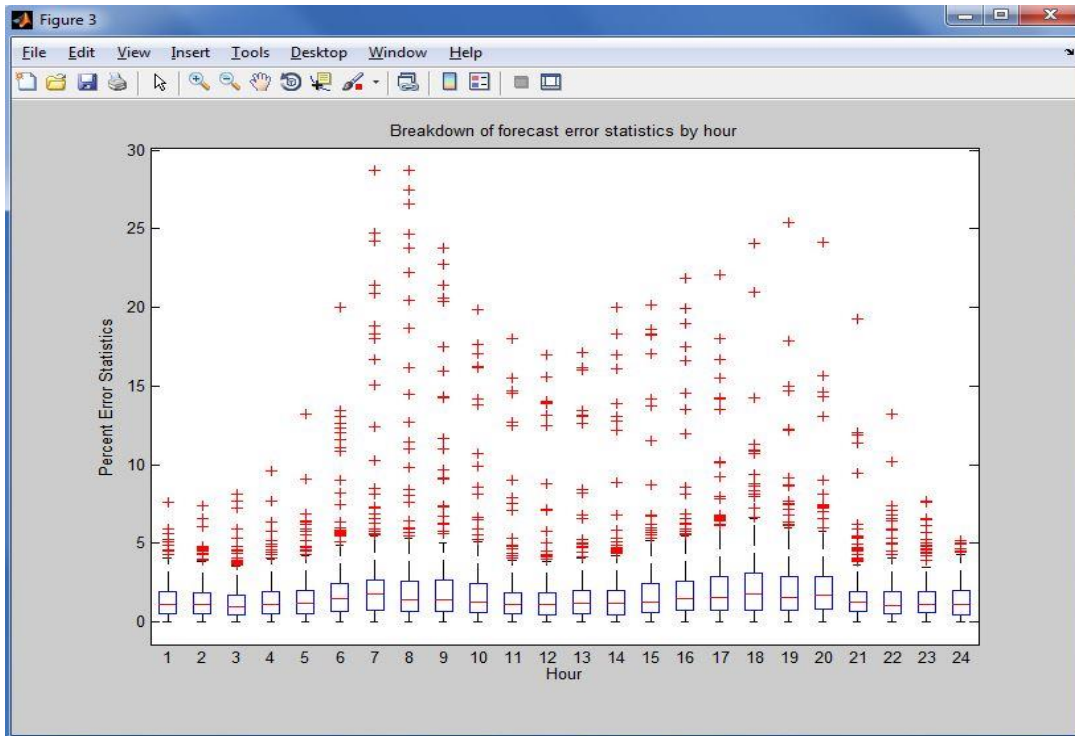 Figure 3
File Edit View Insert Tools Desktop Window Help
Breakdown of forecast error statistics by hour
30
25
20
15
10
5
0
Percent Error Statistics
1 2 3 4 5 6 7 8 9 10 11 12 13 14 15 16 17 18 19 20 21 22 23 24
Hour